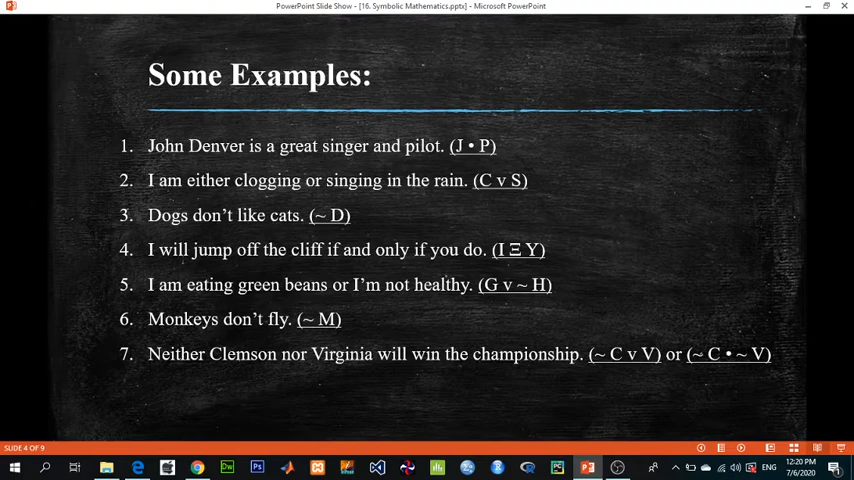 PowerPoint Slide Show - [16. Symbolic Mathematics.pptx] - PowerPoint
Some Examples:
1. John Denver is a great singer and pilot. (J • P)
2. I am either clogging or singing in the rain. (C v S)
3. Dogs don’t like cats. (~ D)
4. I will jump off the cliff if and only if you do. (I Ξ Y)
5. I am eating green beans or I’m not healthy. (G v ~ H)
6. Monkeys don’t fly. (~ M)
7. Neither Clemson nor Virginia will win the championship. (~ C v V) or (~ C • ~ V)
SLIDE 4 OF 9
Dw
Ps
PC
ENG
12:20 PM
7/6/2020